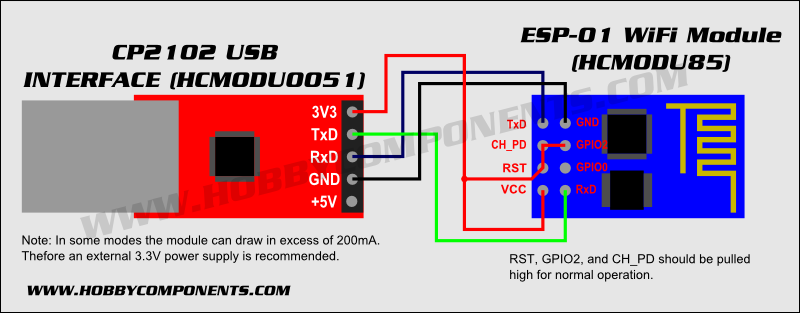 CP2102 USB
INTERFACE (HCMODU0051)
ESP-01 WiFi Module
(HCMODU85)
3V3
TxD
RxD
GND
+5V
TxD
CH_PD
RST
VCC
GND
GPIO2
GPIO0
RxD
WWW.HOBBYCOMPONENTS.COM
Note: In some modes the module can draw in excess of 200mA.
Thefore an external 3.3V power supply is recommended.
RST, GPIO2, and CH_PD should be pulled
high for normal operation.
WWW.HOBBYCOMPONENTS.COM